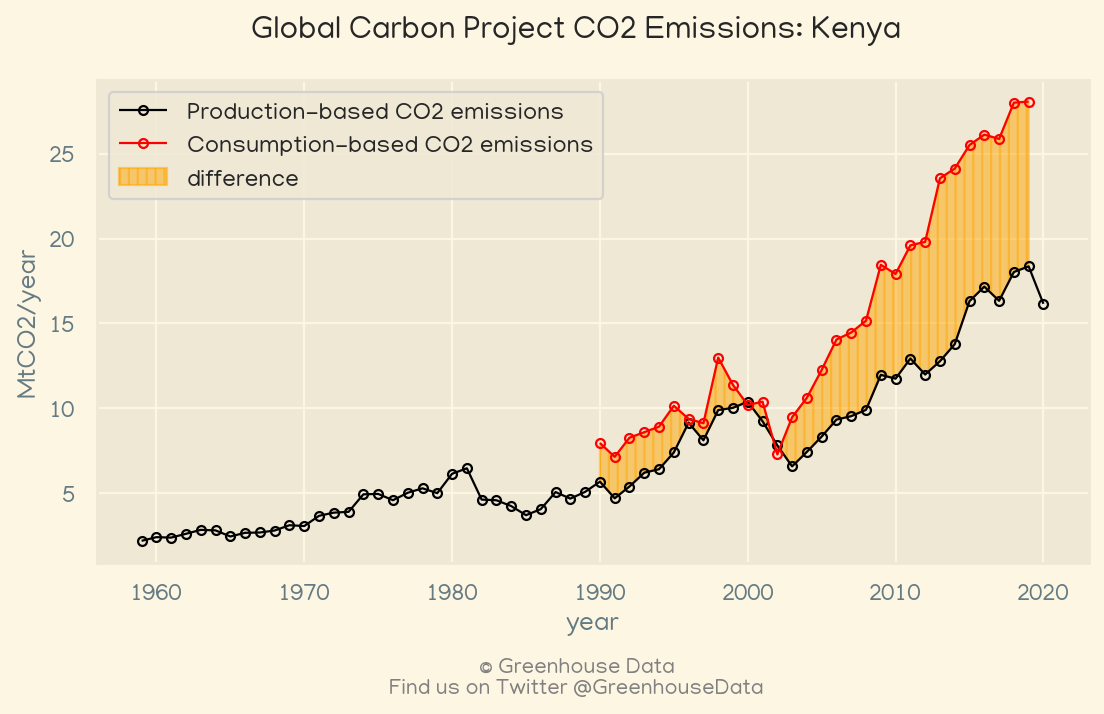 Global Carbon Project CO2 Emissions: Kenya
Production-based CO2 emissions
Consumption-based CO2 emissions
difference
MtCO2/year
25
20
15
10
5
1960 1970 1980 1990 2000 2010 2020
year
© Greenhouse Data
Find us on Twitter @GreenhouseData